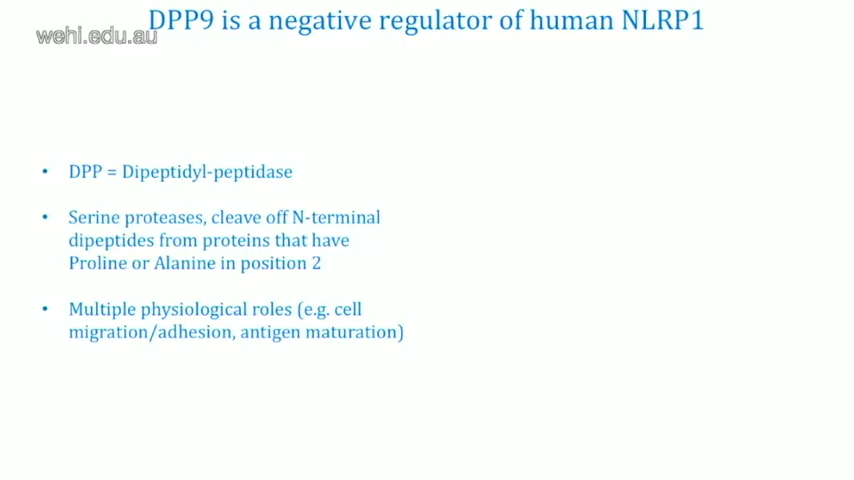 DPP9 is a negative regulator of human NLRP1
wehi.edu.au
• DPP = Dipeptidyl-peptidase
• Serine proteases, cleave off N-terminal
dipeptides from proteins that have
Proline or Alanine in position 2
• Multiple physiological roles (e.g. cell
migration/adhesion, antigen maturation)